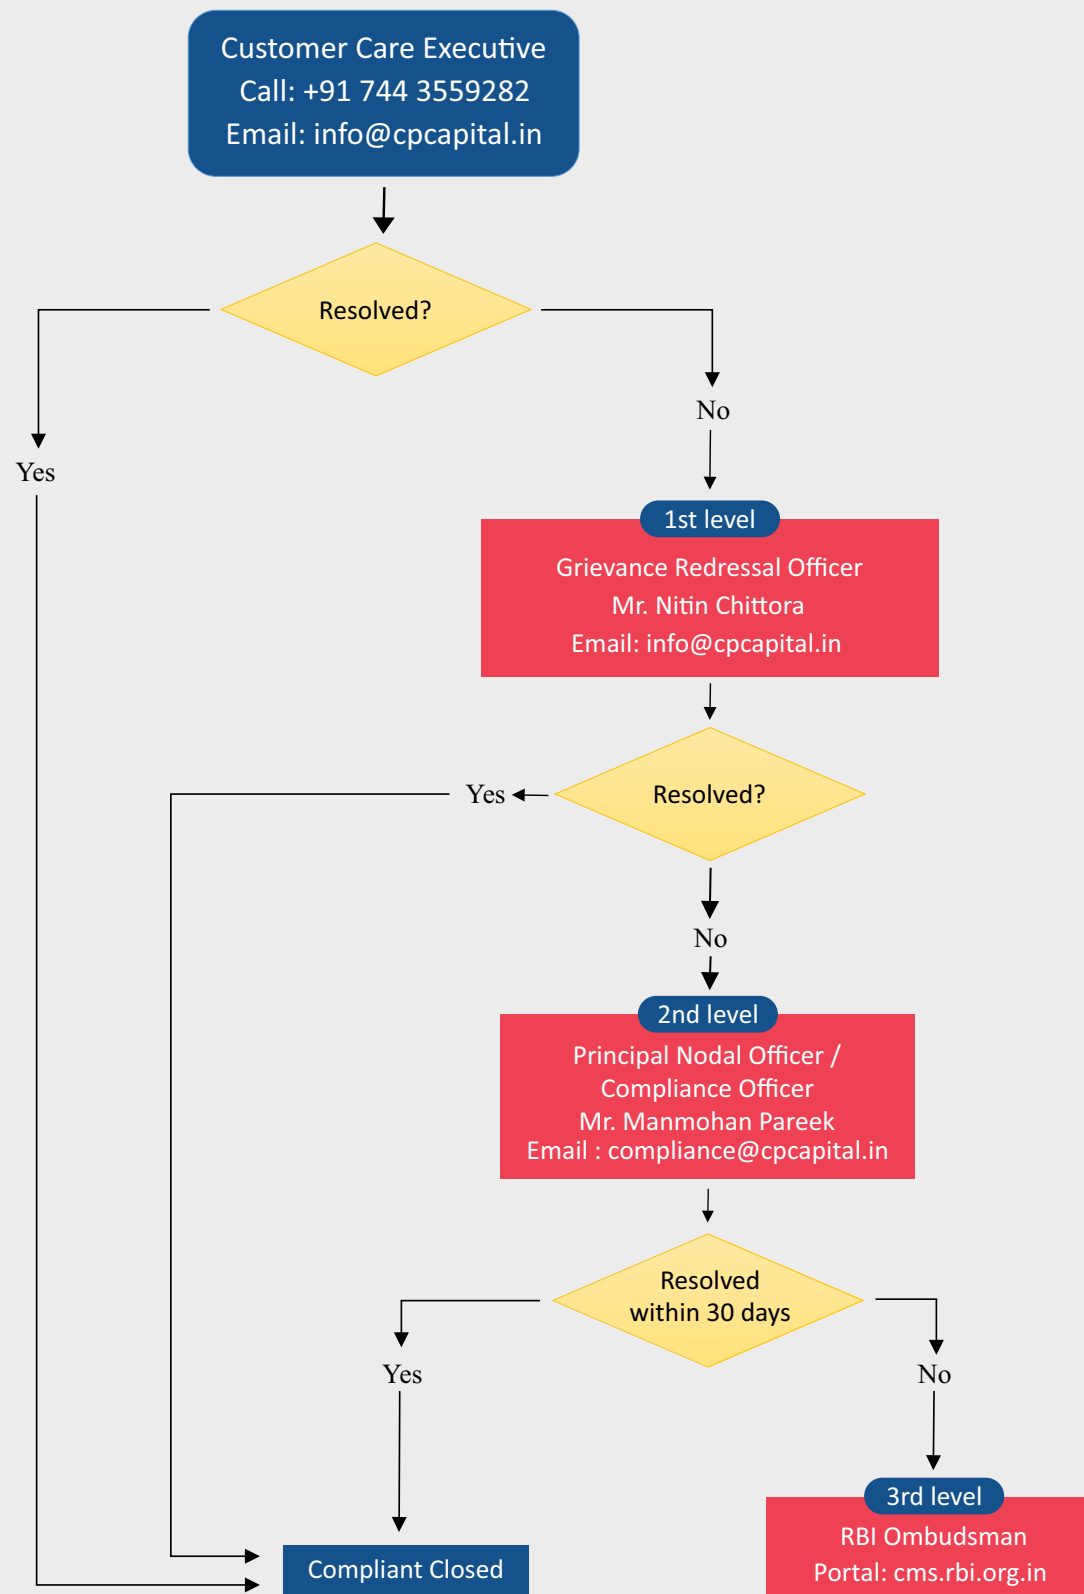 Customer Care Executive
Call: +91 744 3559282
Email: info@cpcapital.in
Resolved?
Yes
No
1st level
Grievance Redressal Officer
Mr. Nitin Chittora
Email: info@cpcapital.in
Resolved?
Yes
No
2nd level
Principal Nodal Officer /
Compliance Officer
Mr. Manmohan Pareek
Email : compliance@cpcapital.in
Resolved
within 30 days
Yes
No
3rd level
RBI Ombudsman
Portal: cms.rbi.org.in
Compliant Closed